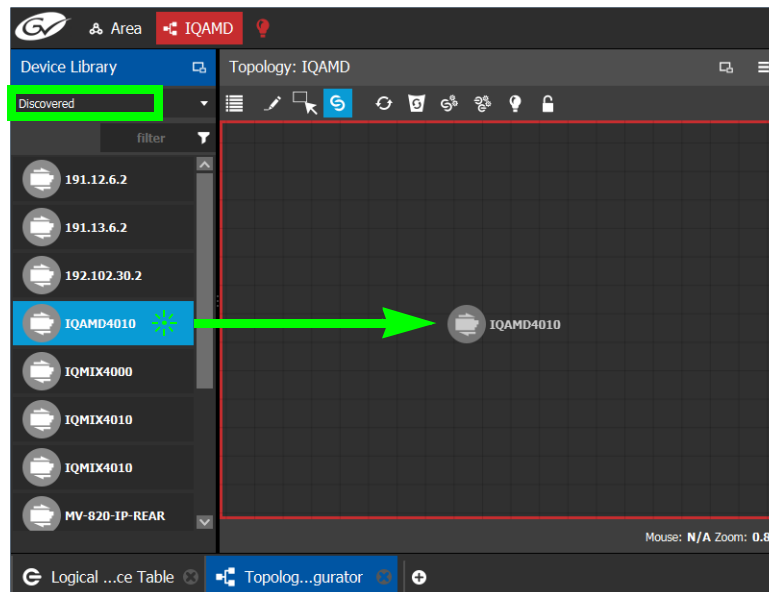 GV Area IQAMD
Device Library
Topology: IQAMD
Discovered
filter
191.12.6.2
191.13.6.2
192.102.30.2
IQAMD4010
IQAMD4010
IQMIX4000
IQMIX4010
IQMIX4010
MV-820-IP-REAR
Mouse: N/A Zoom: 0.8
Logical ...ce Table
Topolog...gurator